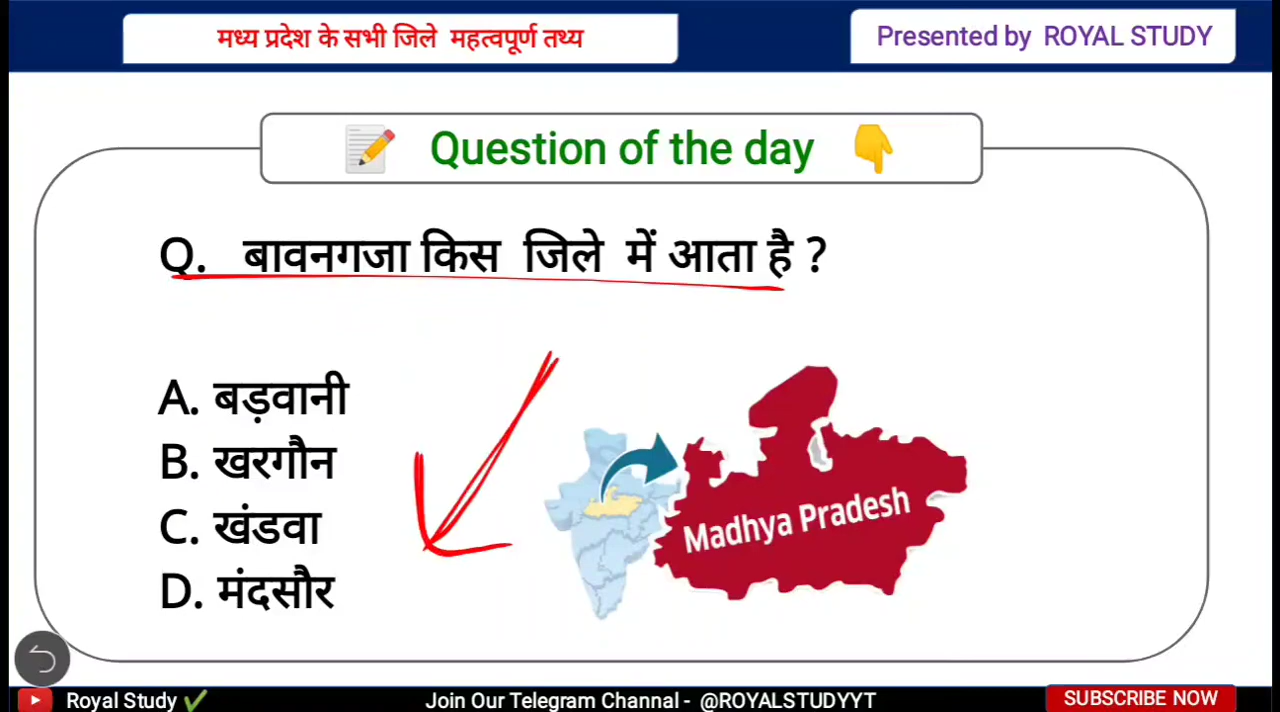 मध्य प्रदेश के सभी जिले महत्वपूर्ण तथ्य
Presented by ROYAL STUDY
Question of the day
Q. बावनगजा किस जिले में आता है ?
A. बड़वानी
B. खरगौन
C. खंडवा
D. मंदसौर
Madhya Pradesh
Royal Study
Join Our Telegram Channal - @ROYALSTUDYYT
SUBSCRIBE NOW